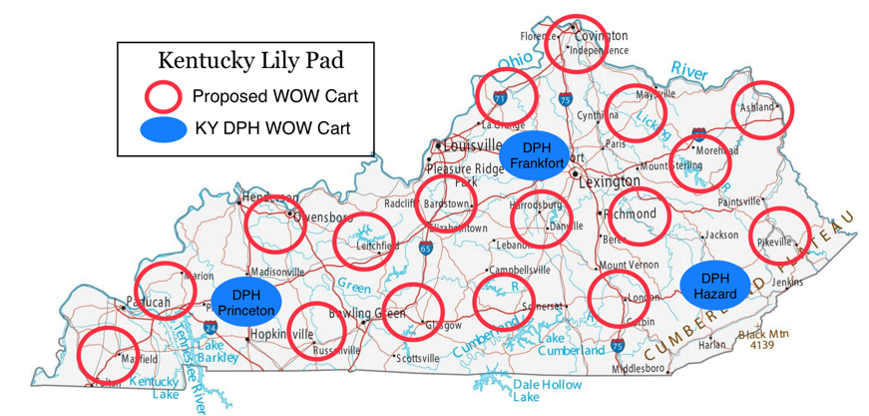 Kentucky Lily Pad
Proposed WOW Cart
KY DPH WOW Cart
Florence
Covington
Independence
Ohio
River
71
75
Maysville
Ashland
La Grange
Cynthiana
Licking
Louisville
DPH
Frankfort
ort
Paris
Morehead
Pleasure Ridge
Park
Mount Sterling
R
Lexington
Henderson
Owensboro
Radcliff
Bardstown
Harrodsburg
Richmond
Paintsville
Elizabethtown
Danville
Leitchfield
65
Lebanon
Berea
Jackson
Pikeville
Marion
Madisonville
Campbellsville
Mount Vernon
DPH
Hazard
Jenkins
Green
R
DPH
Princeton
Paducah
P
Bowling Green
Somerset
London
CUMBERLAND PLATEAU
24
Hopkinsville
Glasgow
Cumberland
Corbin
Black Mtn
4139
Lake
Barkley
Russellville
Lake
Cumberland
75
Harlan
Mayfield
Scottsville
Middlesboro
Fulton
Kentucky
Lake
Tennessee River
Dale Hollow
Lake